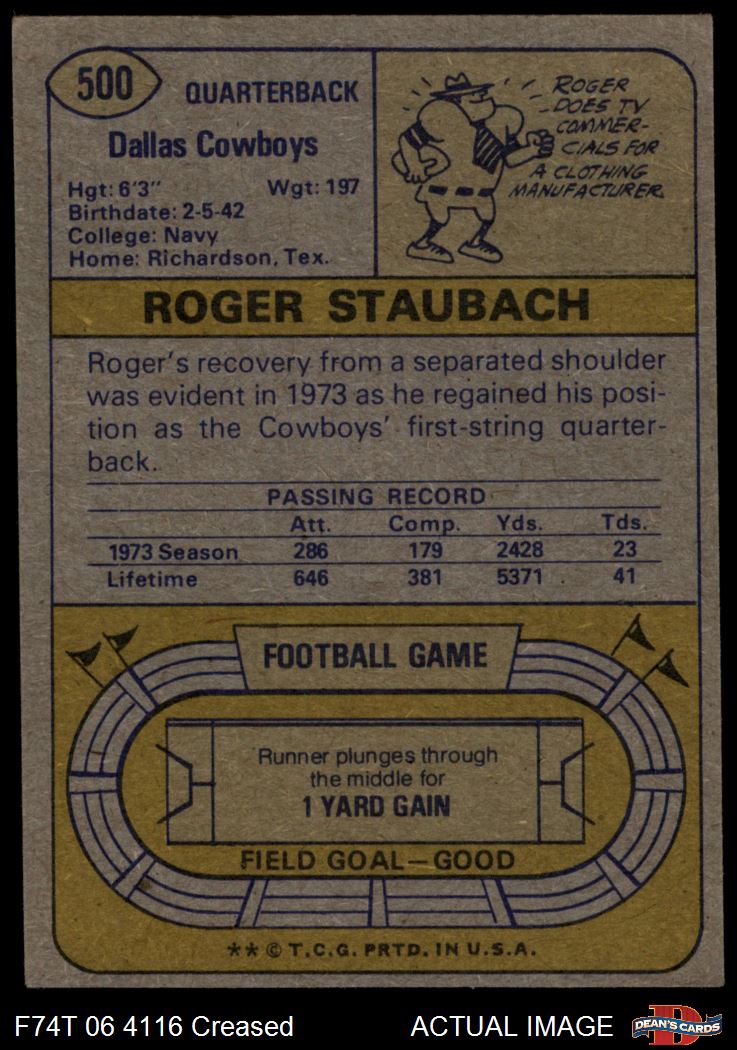 500
QUARTERBACK
Dallas Cowboys
Hgt: 6'3" Wgt: 197
Birthdate: 2-5-42
College: Navy
Home: Richardson, Tex.
ROGER
DOES TV
COMMER-
CIALS FOR
A CLOTHING
MANUFACTURER.
ROGER STAUBACH
Roger's recovery from a separated shoulder
was evident in 1973 as he regained his posi-
tion as the Cowboys' first-string quarter-
back.
PASSING RECORD
Att. Comp. Yds. Tds.
1973 Season 286 179 2428 23
Lifetime 646 381 5371 41
FOOTBALL GAME
Runner plunges through
the middle for
1 YARD GAIN
FIELD GOAL—GOOD
** © T.C.G. PRTD. IN U.S.A.
F74T 06 4116 Creased ACTUAL IMAGE
D
DEAN'S CARDS